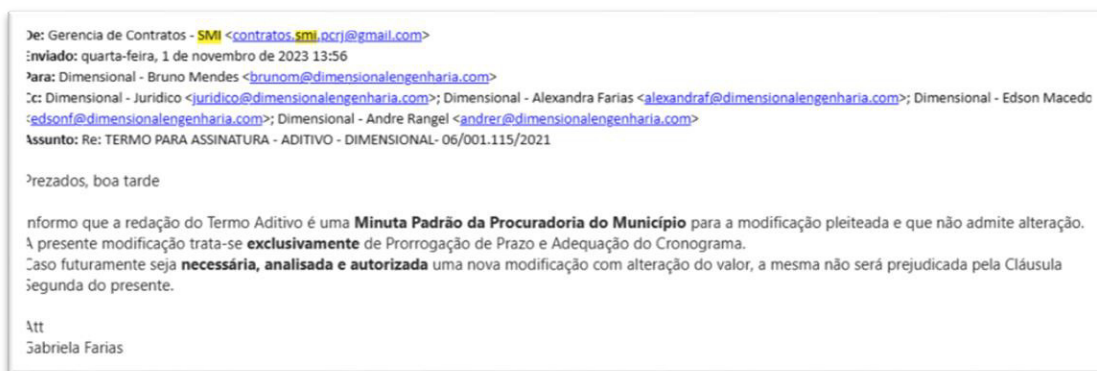 De: Gerencia de Contratos - SMI <contratos.smi.pcrj@gmail.com>
Enviado: quarta-feira, 1 de novembro de 2023 13:56
Para: Dimensional - Bruno Mendes <brunom@dimensionalengenharia.com>
Cc: Dimensional - Juridico <juridico@dimensionalengenharia.com>; Dimensional - Alexandra Farias <alexandraf@dimensionalengenharia.com>; Dimensional - Edson Macedo
<edsonf@dimensionalengenharia.com>; Dimensional - Andre Rangel <andrer@dimensionalengenharia.com>
Assunto: Re: TERMO PARA ASSINATURA - ADITIVO - DIMENSIONAL- 06/001.115/2021
Prezados, boa tarde
Informo que a redação do Termo Aditivo é uma Minuta Padrão da Procuradoria do Município para a modificação pleiteada e que não admite alteração.
A presente modificação trata-se exclusivamente de Prorrogação de Prazo e Adequação do Cronograma.
Caso futuramente seja necessária, analisada e autorizada uma nova modificação com alteração do valor, a mesma não será prejudicada pela Cláusula
Segunda do presente.
Att
Gabriela Farias